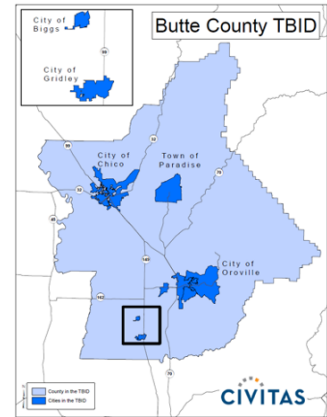 Butte County TBID
City of
Biggs
City of
Gridley
City of
Chico
Town of
Paradise
City of
Oroville
County in the TBID
Cities in the TBID
CIVITAS